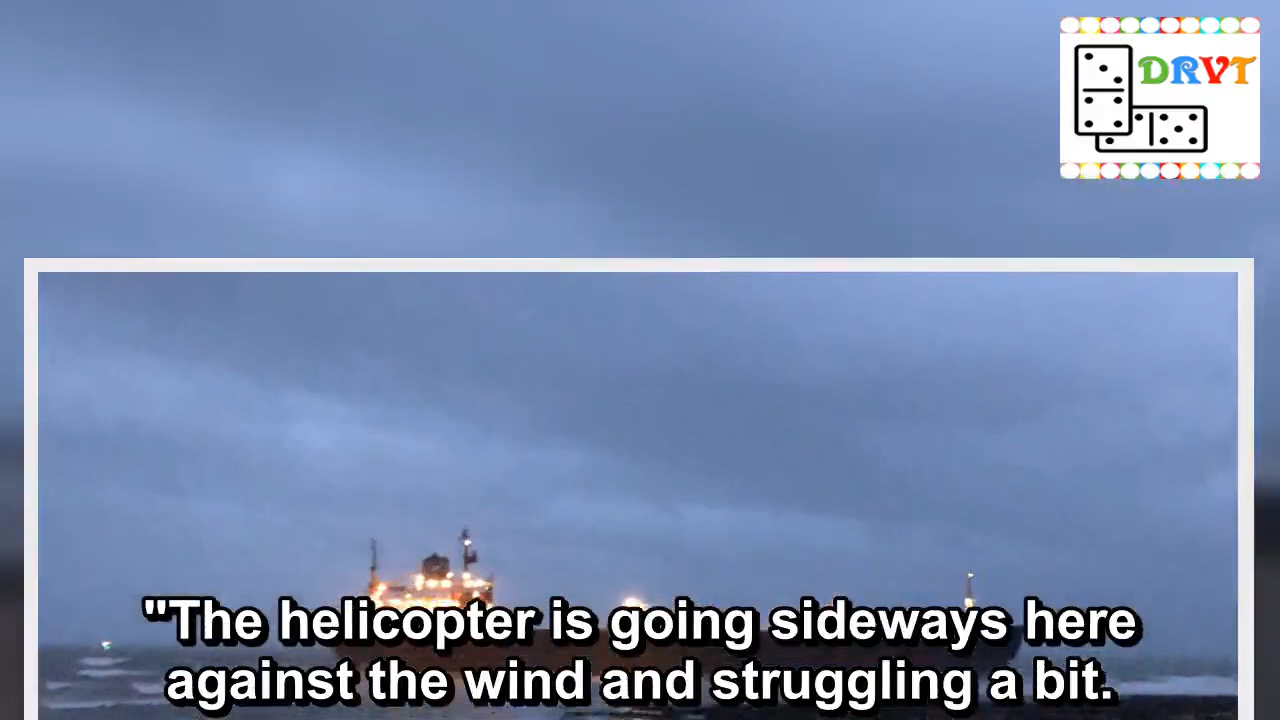 DRVT
"The helicopter is going sideways here
against the wind and struggling a bit.